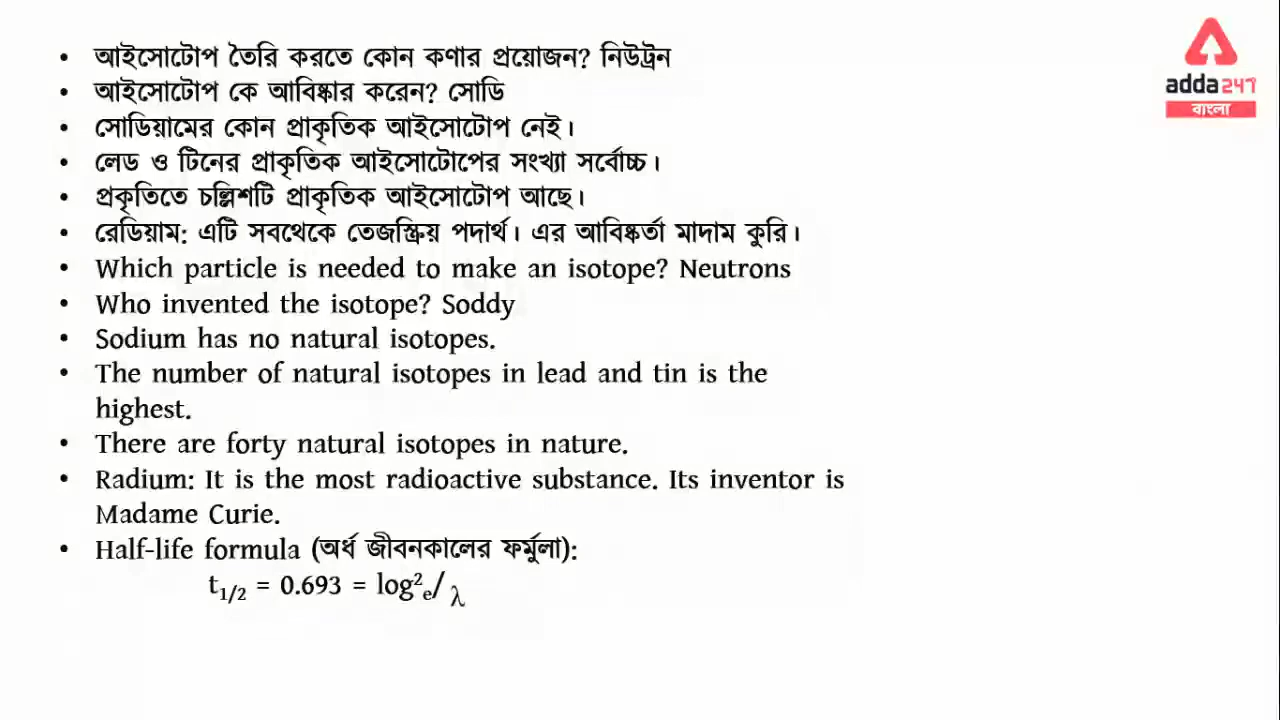 • আইসোটোপ তৈরি করতে কোন কণার প্রয়োজন? নিউট্রন
• আইসোটোপ কে আবিষ্কার করেন? সোডি
• সোডিয়ামের কোন প্রাকৃতিক আইসোটোপ নেই।
• লেড ও টিনের প্রাকৃতিক আইসোটোপের সংখ্যা সর্বোচ্চ।
• প্রকৃতিতে চল্লিশটি প্রাকৃতিক আইসোটোপ আছে।
• রেডিয়াম: এটি সবথেকে তেজস্ক্রিয় পদার্থ। এর আবিষ্কর্তা মাদাম কুরি।
• Which particle is needed to make an isotope? Neutrons
• Who invented the isotope? Soddy
• Sodium has no natural isotopes.
• The number of natural isotopes in lead and tin is the
highest.
• There are forty natural isotopes in nature.
• Radium: It is the most radioactive substance. Its inventor is
Madame Curie.
• Half-life formula (অর্ধ জীবনকালের ফর্মুলা):
t₁/₂ = 0.693 = log²ₑ/ λ
adda247
বাংলা